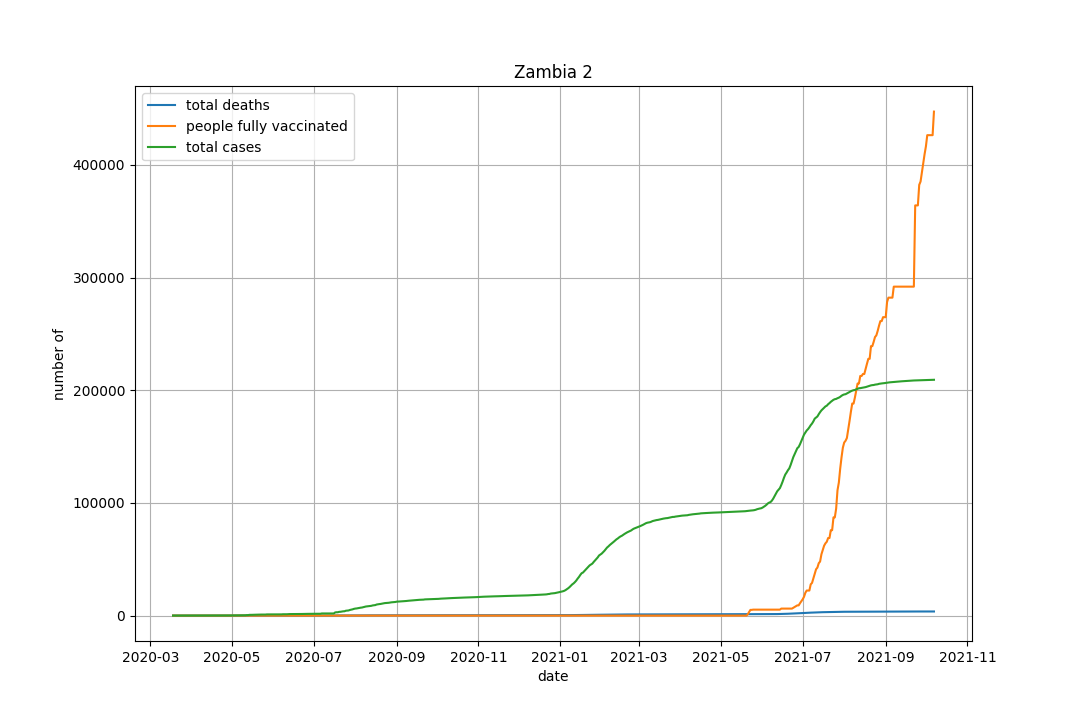 Zambia 2
total deaths
people fully vaccinated
total cases
number of
400000
300000
200000
100000
0
2020-03 2020-05 2020-07 2020-09 2020-11 2021-01 2021-03 2021-05 2021-07 2021-09 2021-11
date